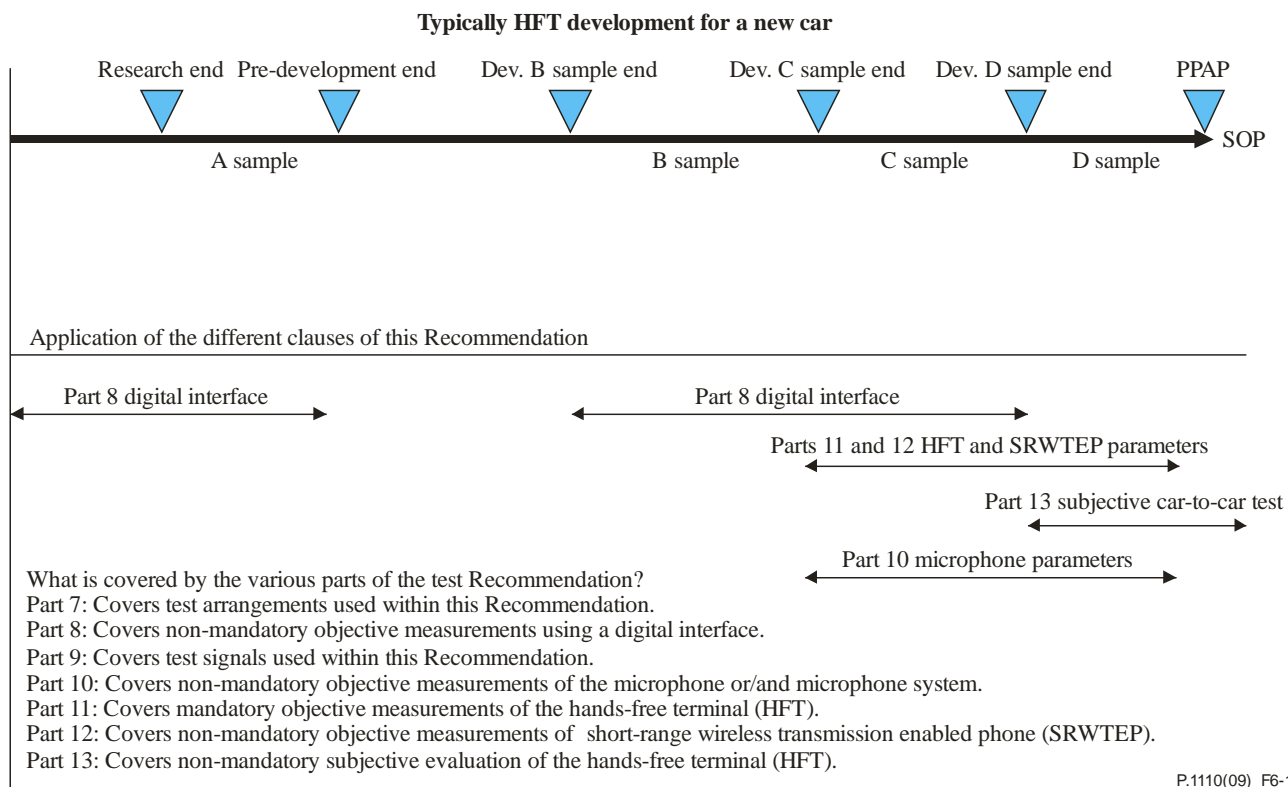 Typically HFT development for a new car
Research end Pre-development end Dev. B sample end Dev. C sample end Dev. D sample end PPAP
SOP
A sample B sample C sample D sample
Application of the different clauses of this Recommendation
Part 8 digital interface Part 8 digital interface
Parts 11 and 12 HFT and SRWTEP parameters
Part 13 subjective car-to-car test
Part 10 microphone parameters
What is covered by the various parts of the test Recommendation?
Part 7: Covers test arrangements used within this Recommendation.
Part 8: Covers non-mandatory objective measurements using a digital interface.
Part 9: Covers test signals used within this Recommendation.
Part 10: Covers non-mandatory objective measurements of the microphone or/and microphone system.
Part 11: Covers mandatory objective measurements of the hands-free terminal (HFT).
Part 12: Covers non-mandatory objective measurements of short-range wireless transmission enabled phone (SRWTEP).
Part 13: Covers non-mandatory subjective evaluation of the hands-free terminal (HFT).
P.1110(09)_F6-1